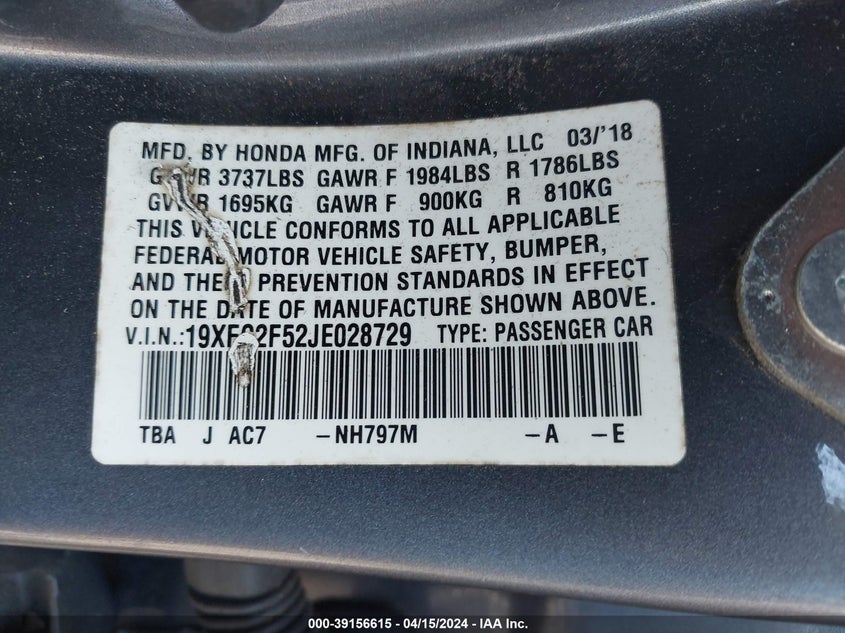 MFD. BY HONDA MFG. OF INDIANA, LLC 03/'18
GVWR 3737LBS GAWR F 1984LBS R 1786LBS
GVWR 1695KG GAWR F 900KG R 810KG
THIS VEHICLE CONFORMS TO ALL APPLICABLE
FEDERAL MOTOR VEHICLE SAFETY, BUMPER,
AND THEFT PREVENTION STANDARDS IN EFFECT
ON THE DATE OF MANUFACTURE SHOWN ABOVE.
V.I.N.: TYPE: PASSENGER CAR
TBA J AC7 -NH797M -A -E
000-39156615 - 04/15/2024 - IAA Inc.